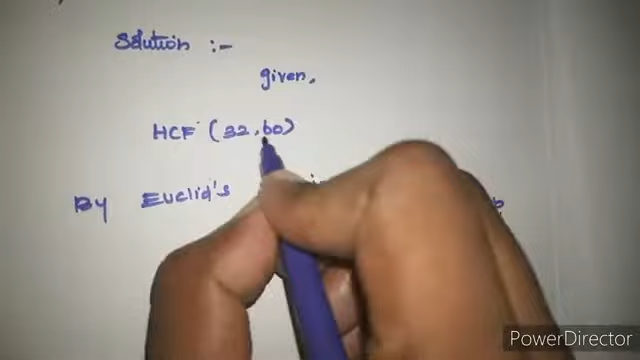 Solution :-
given,
HCF (32,60)
By Euclid's
PowerDirector